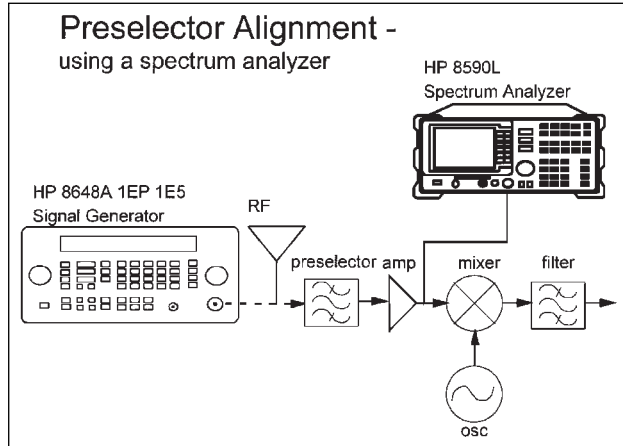 Preselector Alignment -
using a spectrum analyzer
HP 8590L
Spectrum Analyzer
HP 8648A 1EP 1E5
Signal Generator
RF
preselector amp mixer filter
osc